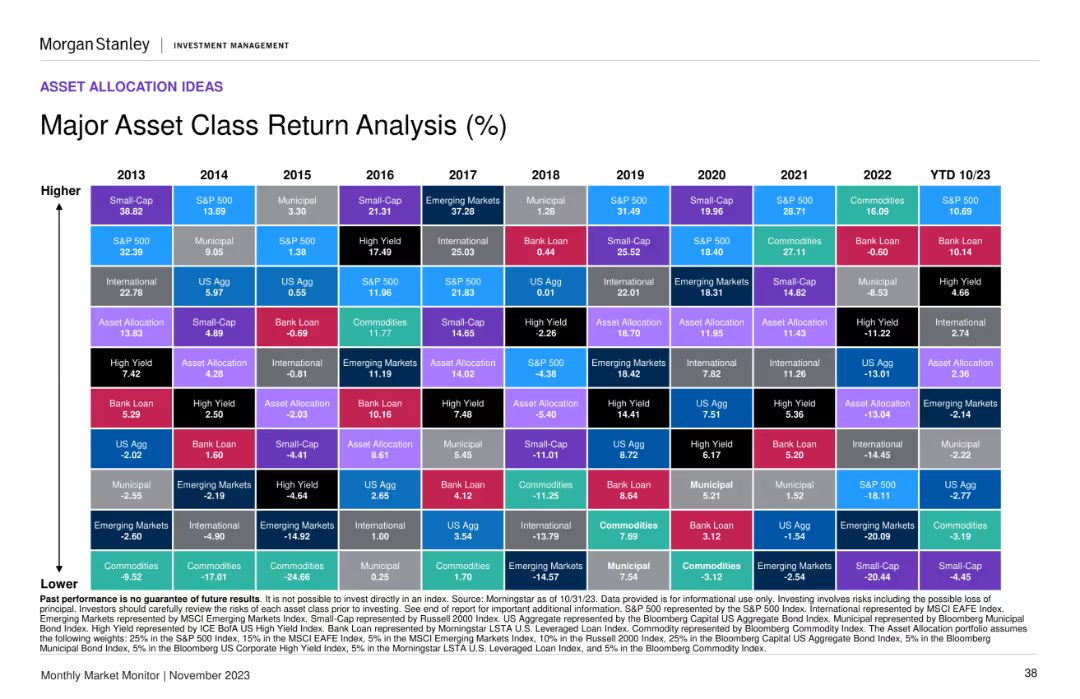 Morgan Stanley | INVESTMENT MANAGEMENT
ASSET ALLOCATION IDEAS
Major Asset Class Return Analysis (%)
2013 2014 2015 2016 2017 2018 2019 2020 2021 2022 YTD 10/23
Higher
Small-Cap S&P 500 Municipal Small-Cap Emerging Markets Municipal S&P 500 Small-Cap S&P 500 Commodities S&P 500
38.82 13.69 3.30 21.31 37.28 1.28 31.49 19.96 28.71 16.09 10.69
S&P 500 Municipal S&P 500 High Yield International Bank Loan Small-Cap S&P 500 Commodities Bank Loan Bank Loan
32.39 9.05 1.38 17.49 25.03 0.44 25.52 18.40 27.11 -0.60 10.14
International US Agg US Agg S&P 500 S&P 500 US Agg International Emerging Markets Small-Cap Municipal High Yield
22.78 5.97 0.55 11.96 21.83 0.01 22.01 18.31 14.82 -8.53 4.66
Asset Allocation Small-Cap Bank Loan Commodities Small-Cap High Yield Asset Allocation Asset Allocation Asset Allocation High Yield International
13.83 4.89 -0.69 11.77 14.65 -2.26 18.70 11.95 11.43 -11.22 2.74
High Yield Asset Allocation International Emerging Markets Asset Allocation S&P 500 Emerging Markets International International US Agg Asset Allocation
7.42 4.28 -0.81 11.19 14.02 -4.38 18.42 7.82 11.26 -13.01 2.36
Bank Loan High Yield Asset Allocation Bank Loan High Yield Asset Allocation High Yield US Agg High Yield Asset Allocation Emerging Markets
5.29 2.50 -2.03 10.16 7.48 -5.40 14.41 7.51 5.36 -13.04 -2.14
US Agg Bank Loan Small-Cap Asset Allocation Municipal Small-Cap US Agg High Yield Bank Loan International Municipal
-2.02 1.60 -4.41 8.61 5.45 -11.01 8.72 6.17 5.20 -14.45 -2.22
Municipal Emerging Markets High Yield US Agg Bank Loan Commodities Bank Loan Municipal Municipal S&P 500 US Agg
-2.55 -2.19 -4.64 2.65 4.12 -11.25 8.64 5.21 1.52 -18.11 -2.77
Emerging Markets International Emerging Markets International US Agg International Commodities Bank Loan US Agg Emerging Markets Commodities
-2.60 -4.90 -14.92 1.00 3.54 -13.79 7.69 3.12 -1.54 -20.09 -3.19
Commodities Commodities Commodities Municipal Commodities Emerging Markets Municipal Commodities Emerging Markets Small-Cap Small-Cap
-9.52 -17.01 -24.66 0.25 1.70 -14.57 7.54 -3.12 -2.54 -20.44 -4.45
Lower
Past performance is no guarantee of future results. It is not possible to invest directly in an index. Source: Morningstar as of 10/31/23. Data provided is for informational use only. Investing involves risks including the possible loss of
principal. Investors should carefully review the risks of each asset class prior to investing. See end of report for important additional information. S&P 500 represented by the S&P 500 Index. International represented by MSCI EAFE Index.
Emerging Markets represented by MSCI Emerging Markets Index. Small-Cap represented by Russell 2000 Index. US Aggregate represented by the Bloomberg Capital US Aggregate Bond Index. Municipal represented by Bloomberg Municipal
Bond Index. High Yield represented by ICE BofA US High Yield Index. Bank Loan represented by Morningstar LSTA U.S. Leveraged Loan Index. Commodity represented by Bloomberg Commodity Index. The Asset Allocation portfolio assumes
the following weights: 25% in the S&P 500 Index, 15% in the MSCI EAFE Index, 5% in the MSCI Emerging Markets Index, 10% in the Russell 2000 Index, 25% in the Bloomberg Capital US Aggregate Bond Index, 5% in the Bloomberg
Municipal Bond Index, 5% in the Bloomberg US Corporate High Yield Index, 5% in the Morningstar LSTA U.S. Leveraged Loan Index, and 5% in the Bloomberg Commodity Index.
Monthly Market Monitor | November 2023
38